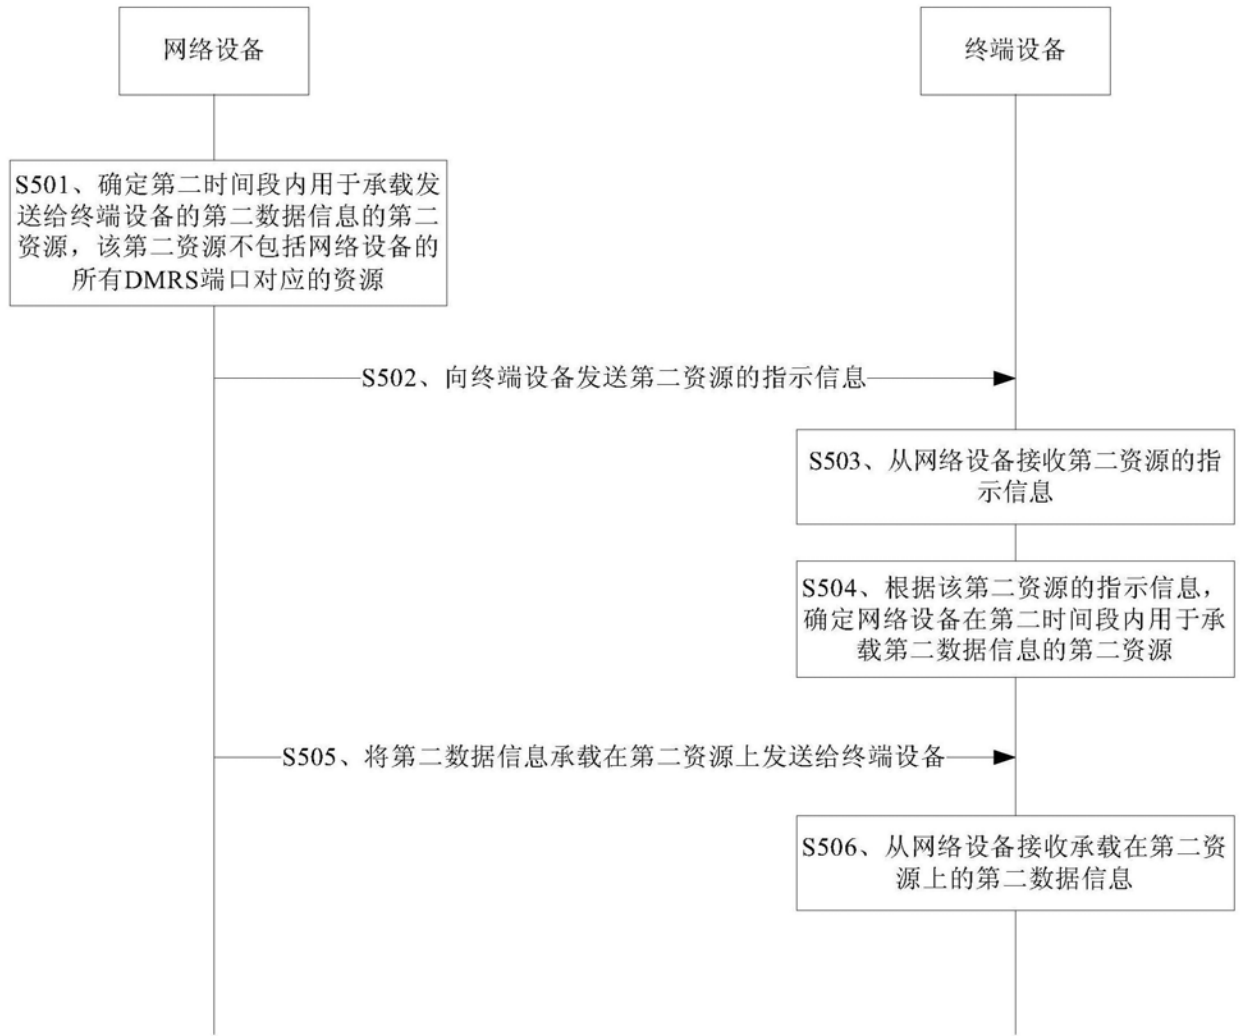 网络设备
终端设备
S501、确定第二时间段内用于承载发
送给终端设备的第二数据信息的第二
资源，该第二资源不包括网络设备的
所有DMRS端口对应的资源
S502、向终端设备发送第二资源的指示信息
S503、从网络设备接收第二资源的指
示信息
S504、根据该第二资源的指示信息，
确定网络设备在第二时间段内用于承
载第二数据信息的第二资源
S505、将第二数据信息承载在第二资源上发送给终端设备
S506、从网络设备接收承载在第二资
源上的第二数据信息